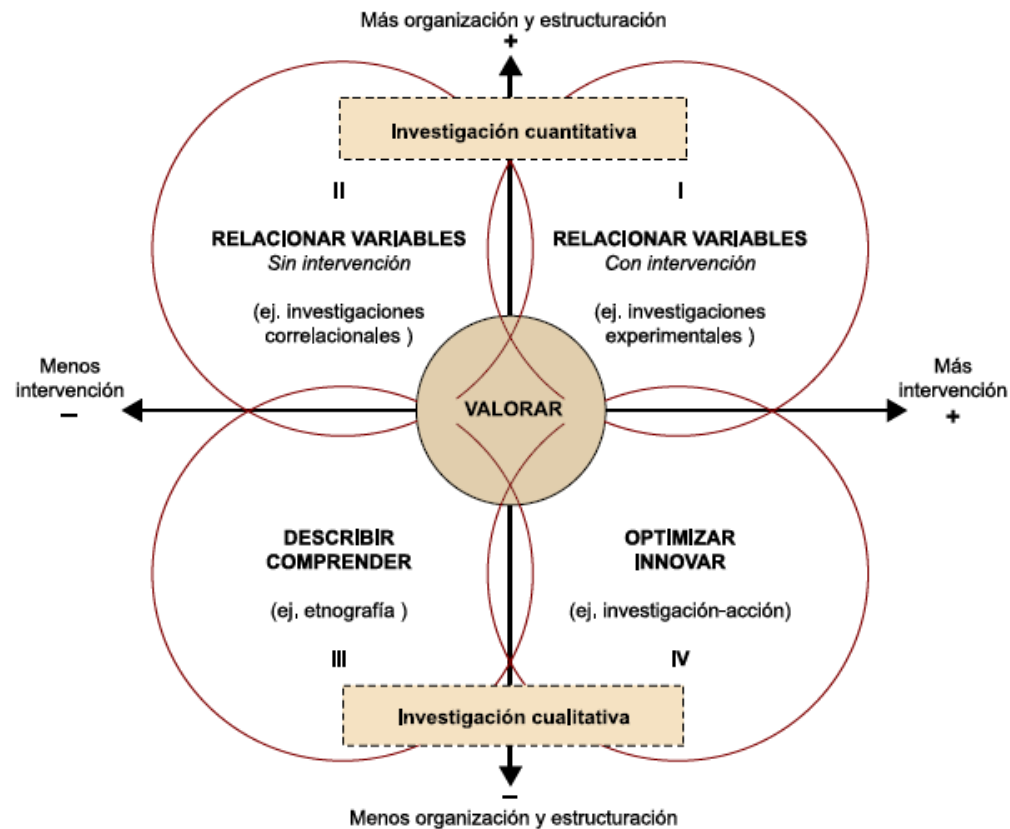 Más organización y estructuración
+
Investigación cuantitativa
II
I
RELACIONAR VARIABLES
Sin intervención
RELACIONAR VARIABLES
Con intervención
(ej. investigaciones
correlacionales )
(ej. investigaciones
experimentales )
Menos
intervención
–
VALORAR
Más
intervención
+
DESCRIBIR
COMPRENDER
OPTIMIZAR
INNOVAR
(ej. etnografía )
(ej. investigación-acción)
III
IV
Investigación cualitativa
–
Menos organización y estructuración